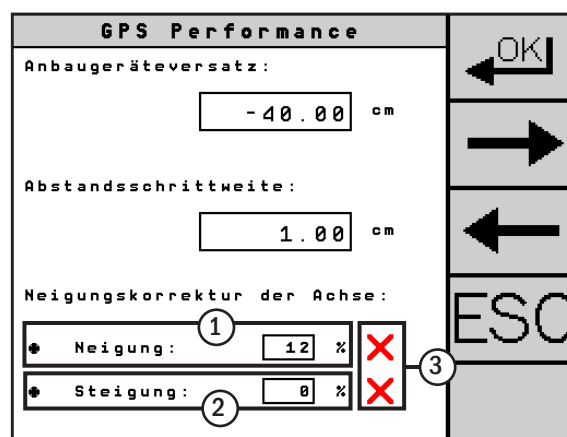 GPS Performance
OK
Anbaugeräteversatz:
-40.00 cm
Abstandsschrittweite:
1.00 cm
Neigungskorrektur der Achse:
ESC
1
Neigung: 12 %
3
Steigung: 0 %
2